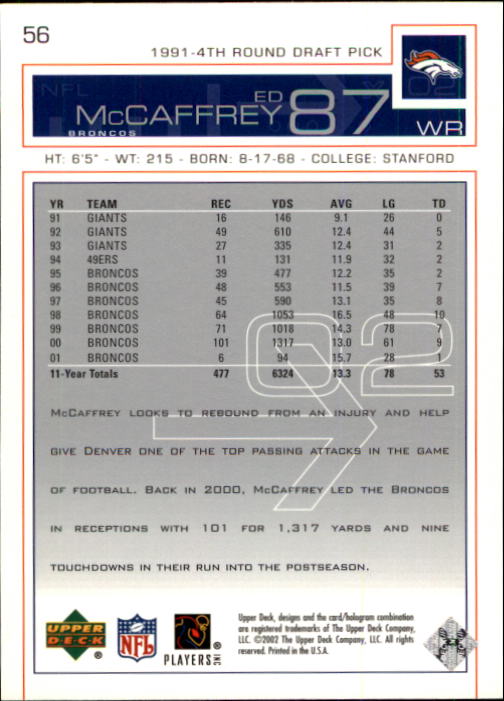 56
1991-4TH ROUND DRAFT PICK
NFL 02
ED
McCAFFREY 87
BRONCOS WR
HT: 6'5" - WT: 215 - BORN: 8-17-68 - COLLEGE: STANFORD
YR TEAM REC YDS AVG LG TD
91 GIANTS 16 146 9.1 26 0
92 GIANTS 49 610 12.4 44 5
93 GIANTS 27 335 12.4 31 2
94 49ERS 11 131 11.9 32 2
95 BRONCOS 39 477 12.2 35 2
96 BRONCOS 48 553 11.5 39 7
97 BRONCOS 45 590 13.1 35 8
98 BRONCOS 64 1053 16.5 48 10
99 BRONCOS 71 1018 14.3 78 7
00 BRONCOS 101 1317 13.0 61 9
01 BRONCOS 6 94 15.7 28 1
11-Year Totals 477 6324 13.3 78 53
02
McCAFFREY LOOKS TO REBOUND FROM AN INJURY AND HELP
GIVE DENVER ONE OF THE TOP PASSING ATTACKS IN THE GAME
OF FOOTBALL. BACK IN 2000, McCAFFREY LED THE BRONCOS
IN RECEPTIONS WITH 101 FOR 1,317 YARDS AND NINE
TOUCHDOWNS IN THEIR RUN INTO THE POSTSEASON.
UPPER DECK ®
NFL ®
PLAYERS INC ®
Upper Deck, designs and the card/hologram combination
are registered trademarks of The Upper Deck Company,
LLC. ©2002 The Upper Deck Company, LLC. All rights
reserved. Printed in the U.S.A.